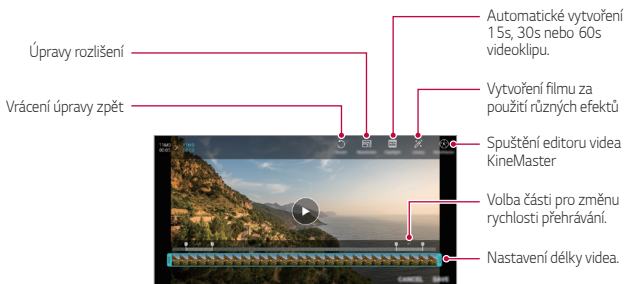 Automatické vytvoření
15s, 30s nebo 60s
videoklipu.
Úpravy rozlišení
Vytvoření filmu za
použití různých efektů
Vrácení úpravy zpět
Spuštění editoru videa
KineMaster
Volba části pro změnu
rychlosti přehrávání.
Nastavení délky videa.
CANCEL SAVE